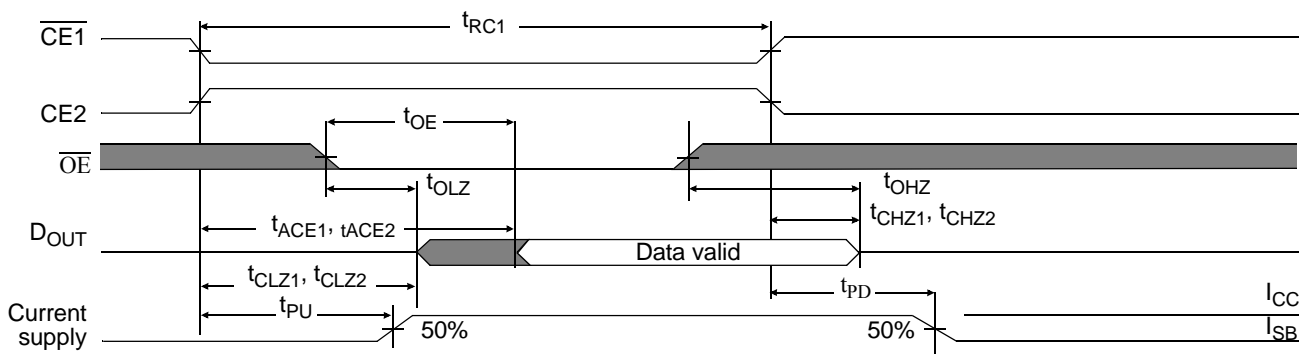 tRC1
CE1
CE2
tOE
OE
tOLZ
tOHZ
tACE1, tACE2
tCHZ1, tCHZ2
DOUT
Data valid
tCLZ1, tCLZ2
tPU
tPD
ICC
Current
supply
50%
50%
ISB